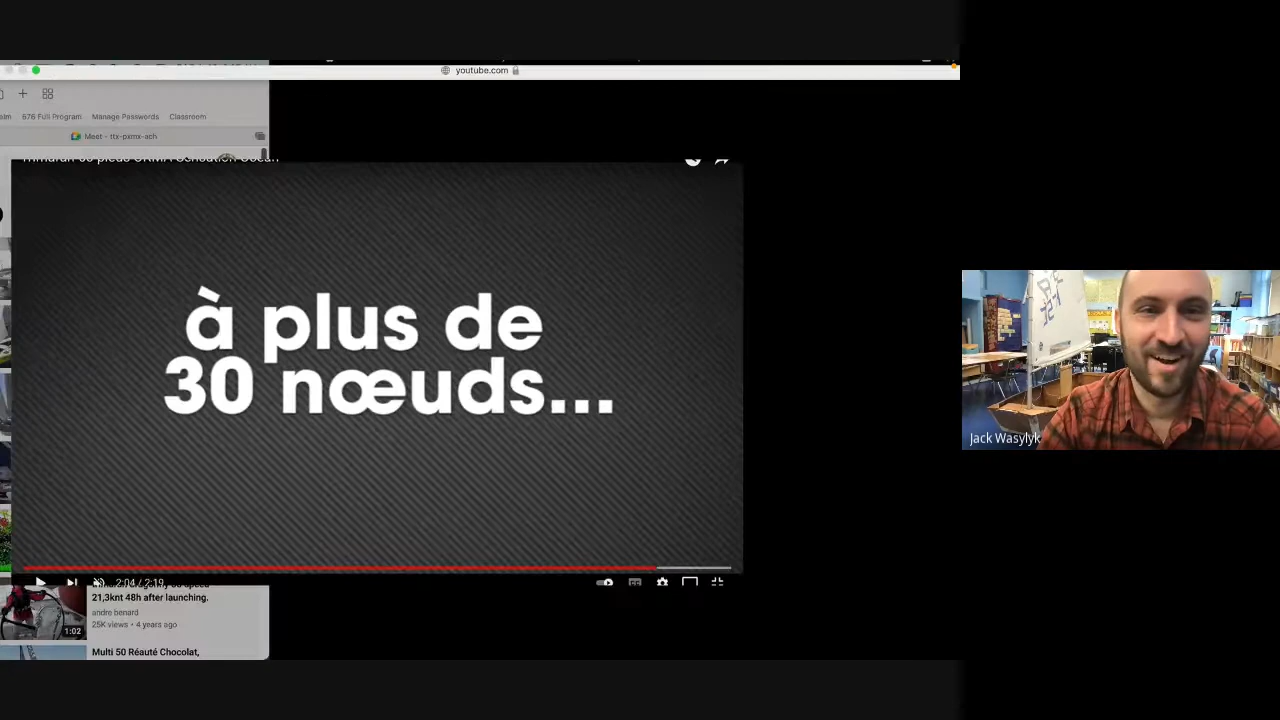 youtube.com
676 Full Program
Manage Passwords
Classroom
Meet - ttx-pxmx-ach
à plus de
30 nœuds...
2:04 / 2:19
21,3knt 48h after launching.
andre benard
25K views • 4 years ago
1:02
Multi 50 Réauté Chocolat,
Jack Wasylyk